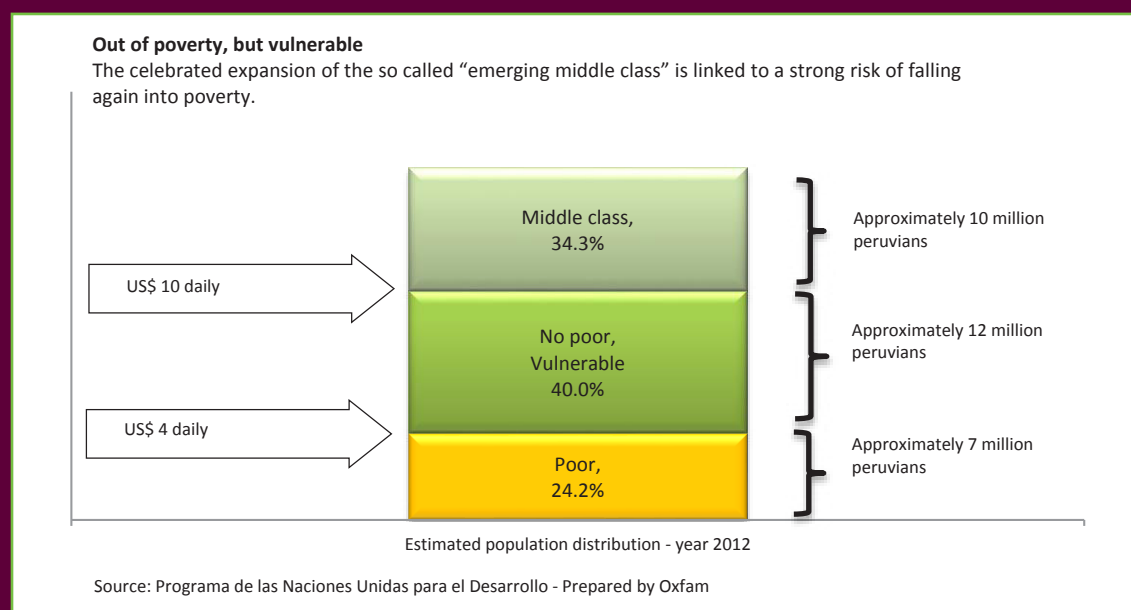 Out of poverty, but vulnerable
The celebrated expansion of the so called “emerging middle class” is linked to a strong risk of falling
again into poverty.
Middle class,
34.3%
Approximately 10 million
peruvians
US$ 10 daily
No poor,
Vulnerable
40.0%
Approximately 12 million
peruvians
US$ 4 daily
Poor,
24.2%
Approximately 7 million
peruvians
Estimated population distribution - year 2012
Source: Programa de las Naciones Unidas para el Desarrollo - Prepared by Oxfam